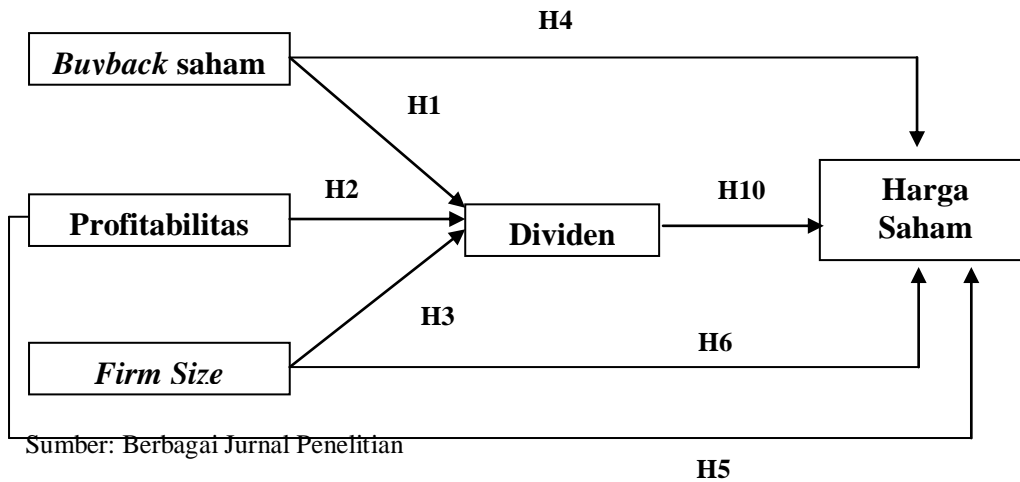 H4
Buyback saham
H1
H2
H10
Harga
Saham
Profitabilitas
Dividen
H3
H6
Firm Size
Sumber: Berbagai Jurnal Penelitian
H5